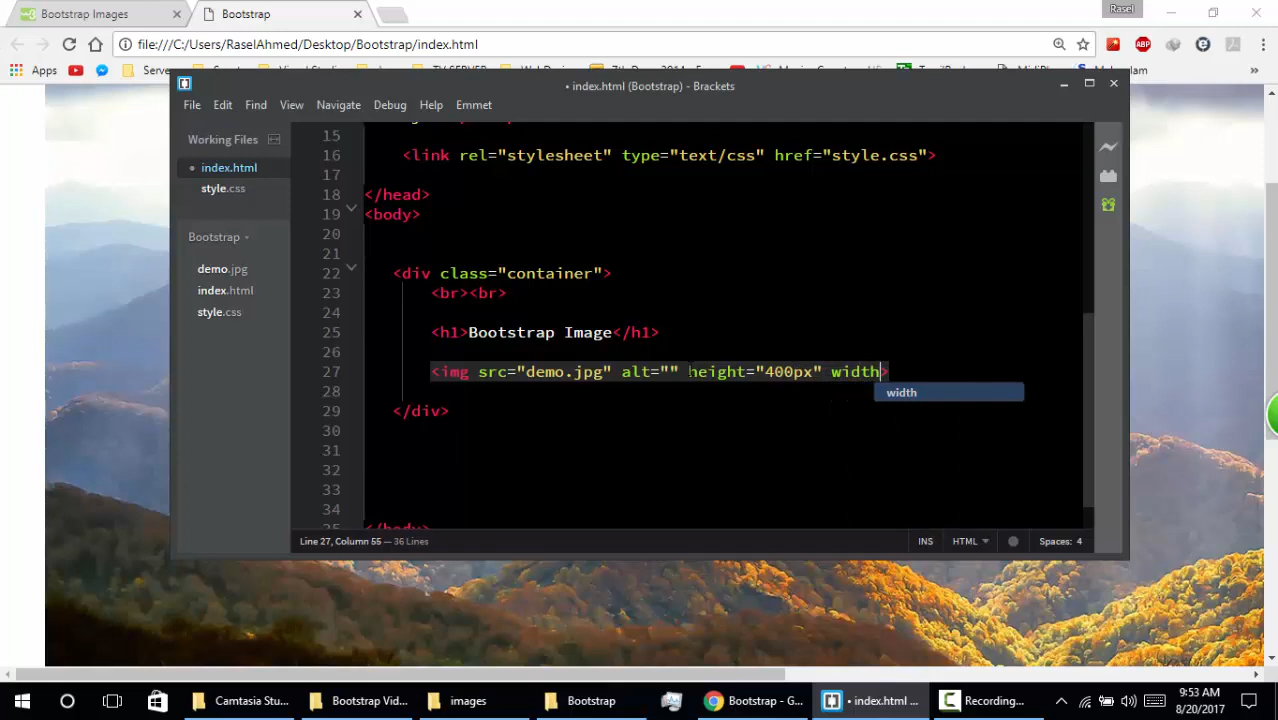 Bootstrap Images
Bootstrap
Rasel
file:///C:/Users/RaselAhmed/Desktop/Bootstrap/index.html
ABP
Apps
• index.html (Bootstrap) - Brackets
File Edit Find View Navigate Debug Help Emmet
Working Files
• index.html
style.css
Bootstrap
demo.jpg
index.html
style.css
15
16 <link rel="stylesheet" type="text/css" href="style.css">
17
18 </head>
19 <body>
20
21
22 <div class="container">
23 <br><br>
24
25 <h1>Bootstrap Image</h1>
26
27 <img src="demo.jpg" alt="" height="400px" width>
width
28
29 </div>
30
31
32
33
34
</body>
Line 27, Column 55 — 36 Lines
INS HTML Spaces: 4
Camtasia Stu...
Bootstrap Vid...
images
Bootstrap
Bootstrap - G...
• index.html ...
Recording...
9:53 AM
8/20/2017